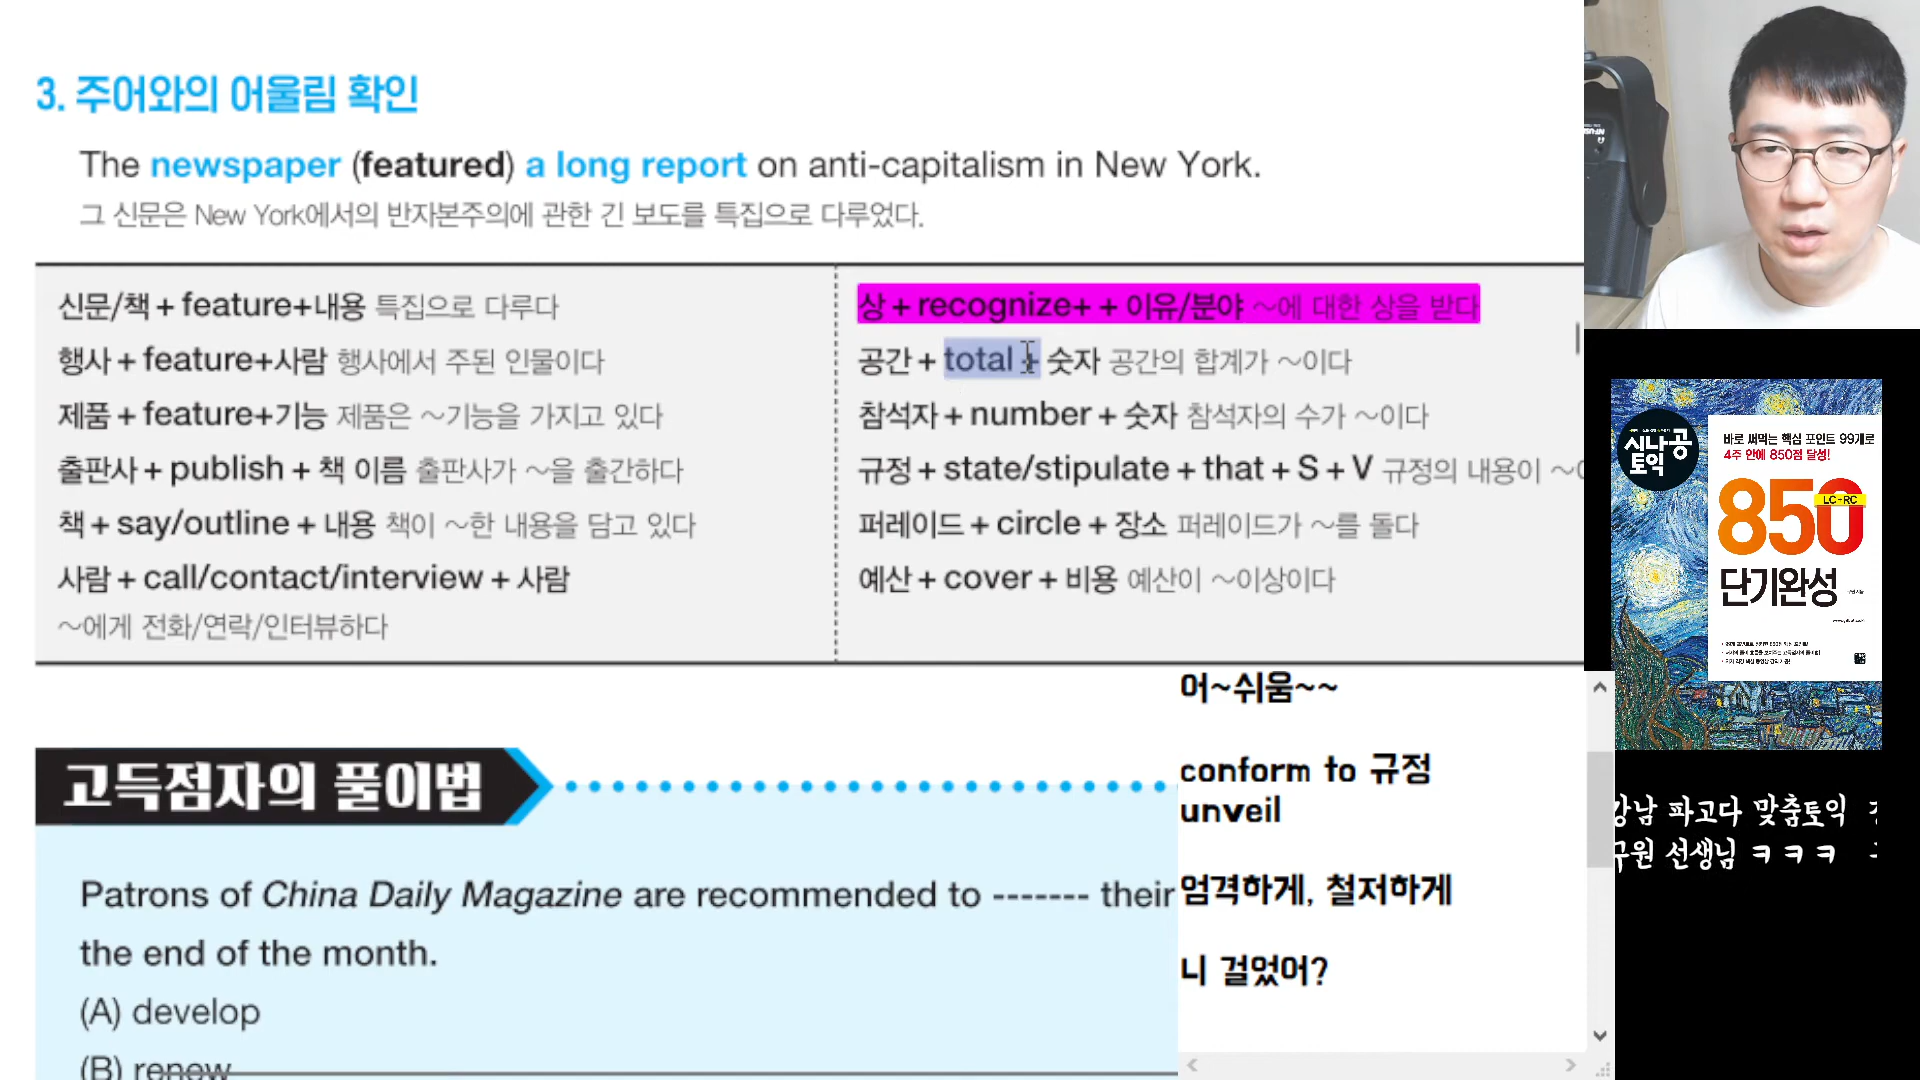 3. 주어와의 어울림 확인
The newspaper (featured) a long report on anti-capitalism in New York.
그 신문은 New York에서의 반자본주의에 관한 긴 보도를 특집으로 다루었다.
신문/책 + feature+내용 특집으로 다루다
행사 + feature+사람 행사에서 주된 인물이다
제품 + feature+기능 제품은 ~기능을 가지고 있다
출판사 + publish + 책 이름 출판사가 ~을 출간하다
책 + say/outline + 내용 책이 ~한 내용을 담고 있다
사람 + call/contact/interview + 사람
~에게 전화/연락/인터뷰하다
상 + recognize+ + 이유/분야 ~에 대한 상을 받다
공간 + total + 숫자 공간의 합계가 ~이다
참석자 + number + 숫자 참석자의 수가 ~이다
규정 + state/stipulate + that + S + V 규정의 내용이 ~
퍼레이드 + circle + 장소 퍼레이드가 ~를 돌다
예산 + cover + 비용 예산이 ~이상이다
고득점자의 풀이법
Patrons of China Daily Magazine are recommended to ------- their
the end of the month.
(A) develop
(B) renew
어~쉬움~~
conform to 규정
unveil
엄격하게, 철저하게
니 걸었어?
시나공
토익
바로 써먹는 핵심 포인트 99개로
4주 안에 850점 달성!
850
LC+RC
단기완성
강남 파고다 맞춤토익
구원 선생님 ㅋㅋㅋ